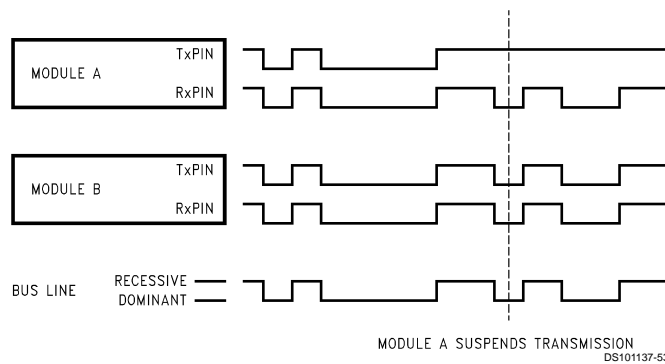 TxPIN
MODULE A
RxPIN
TxPIN
MODULE B
RxPIN
RECESSIVE
BUS LINE
DOMINANT
MODULE A SUSPENDS TRANSMISSION